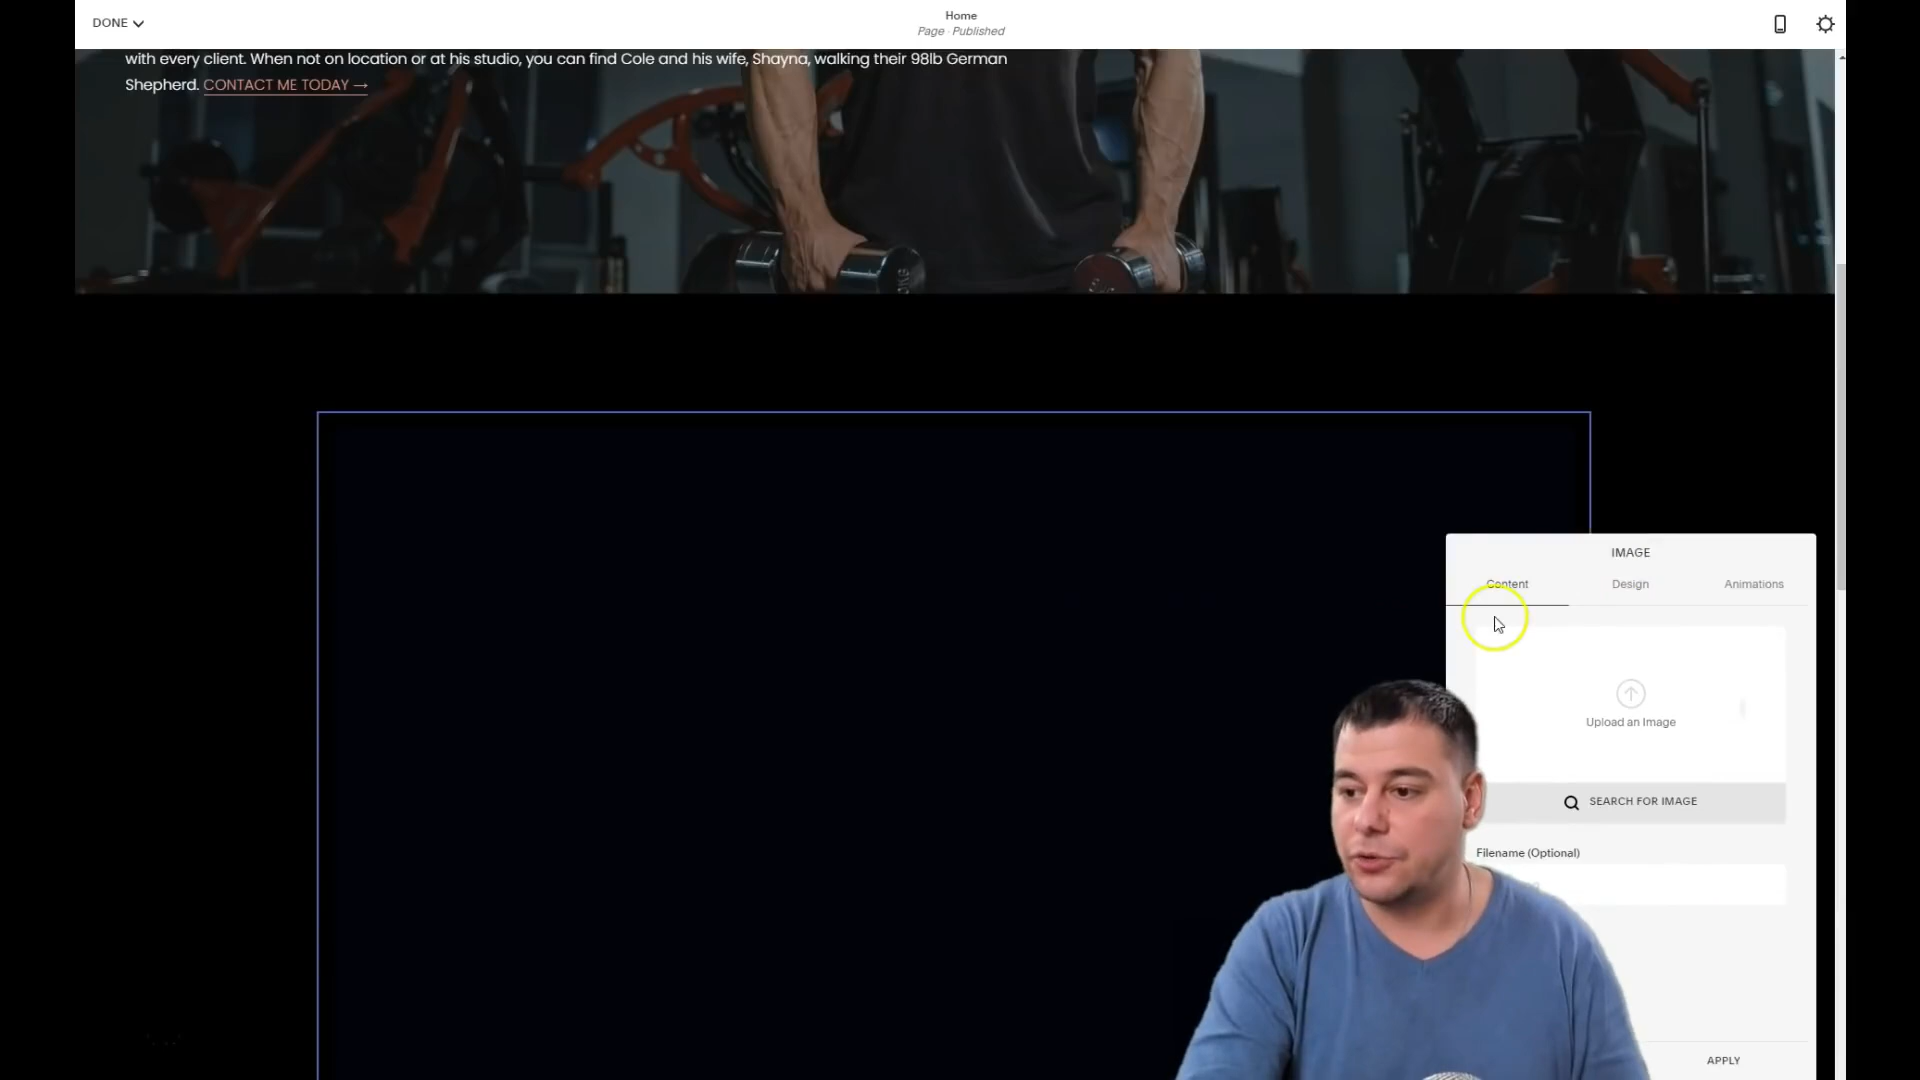 DONE
Home
Page · Published
with every client. When not on location or at his studio, you can find Cole and his wife, Shayna, walking their 98lb German
Shepherd. CONTACT ME TODAY →
IMAGE
Content
Design
Animations
Upload an Image
SEARCH FOR IMAGE
Filename (Optional)
APPLY